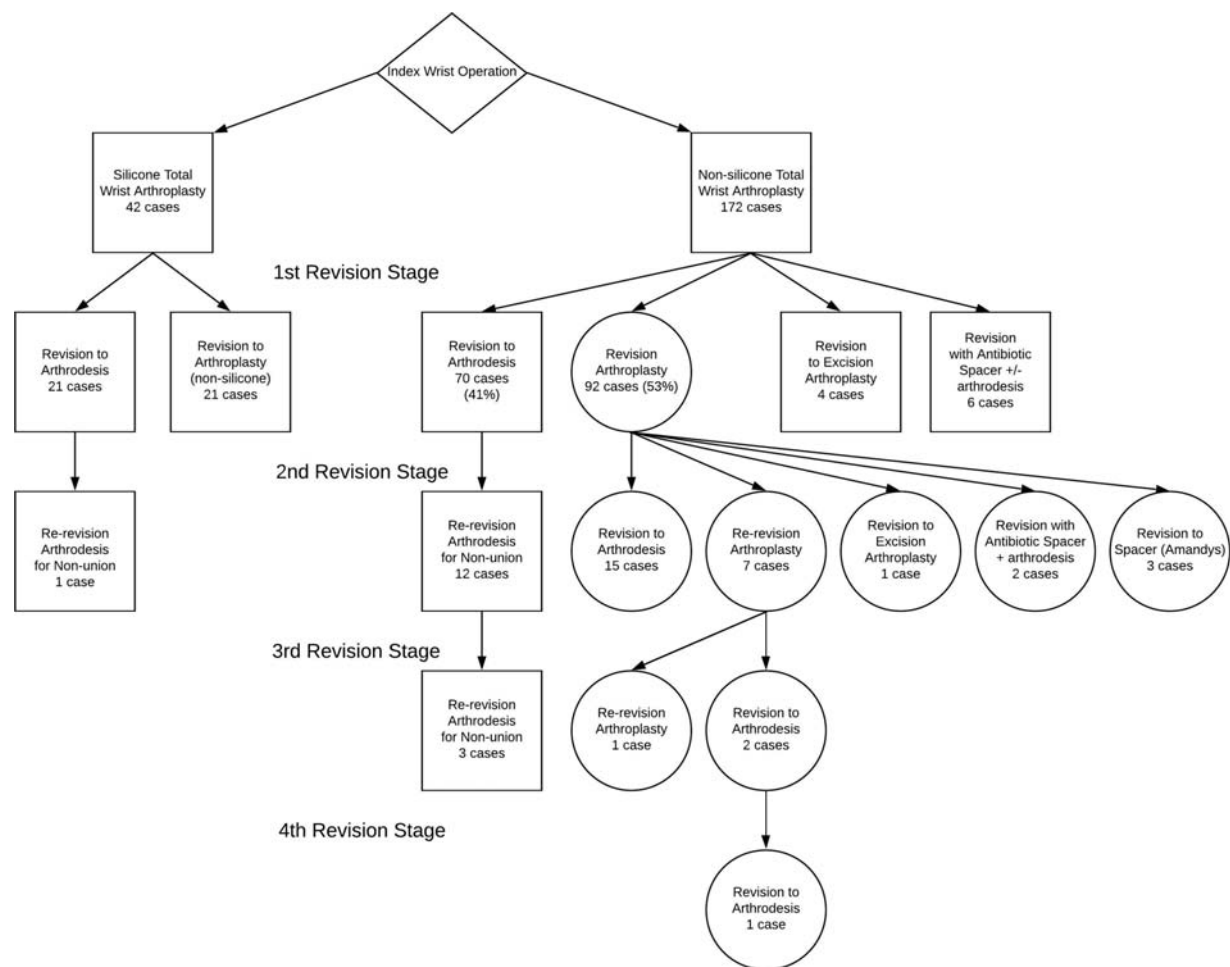 Index Wrist Operation
Silicone Total
Wrist Arthroplasty
42 cases
Non-silicone Total
Wrist Arthroplasty
172 cases
1st Revision Stage
Revision to
Arthrodesis
21 cases
Revision to
Arthroplasty
(non-silicone)
21 cases
Revision to
Arthrodesis
70 cases
(41%)
Revision
Arthroplasty
92 cases (53%)
Revision
to Excision
Arthroplasty
4 cases
Revision
with Antibiotic
Spacer +/-
arthrodesis
6 cases
2nd Revision Stage
Re-revision
Arthrodesis
for Non-union
1 case
Re-revision
Arthrodesis
for Non-union
12 cases
Revision to
Arthrodesis
15 cases
Re-revision
Arthroplasty
7 cases
Revision to
Excision
Arthroplasty
1 case
Revision with
Antibiotic Spacer
+ arthrodesis
2 cases
Revision to
Spacer (Amandys)
3 cases
3rd Revision Stage
Re-revision
Arthrodesis
for Non-union
3 cases
Re-revision
Arthroplasty
1 case
Revision to
Arthrodesis
2 cases
4th Revision Stage
Revision to
Arthrodesis
1 case